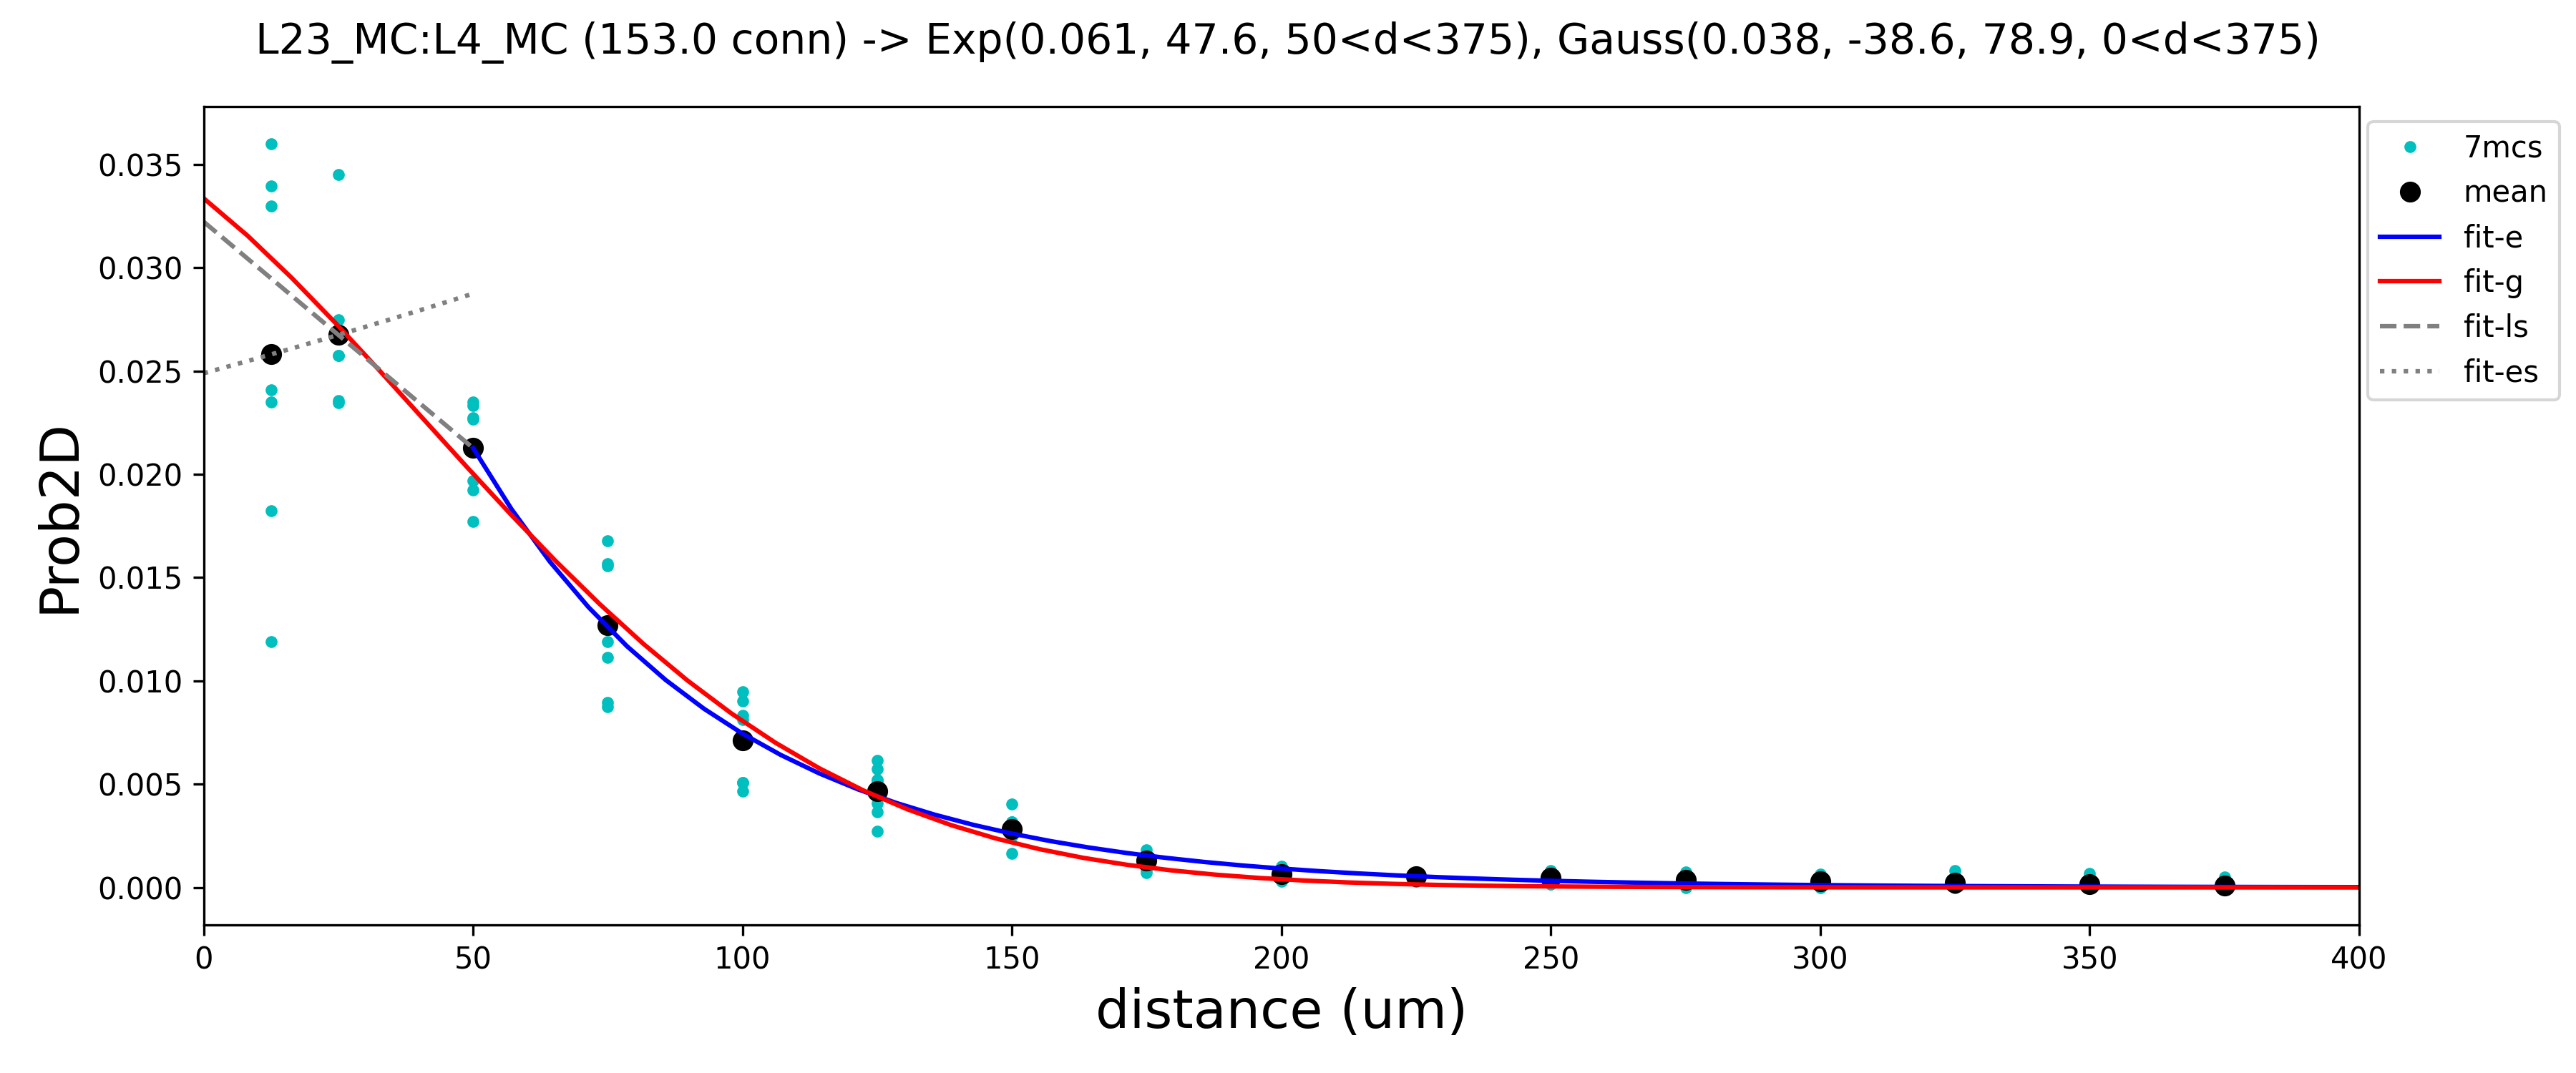 L23_MC:L4_MC (153.0 conn) -> Exp(0.061, 47.6, 50<d<375), Gauss(0.038, -38.6, 78.9, 0<d<375)
7mcs
mean
fit-e
fit-g
fit-ls
fit-es
Prob2D
0.035
0.030
0.025
0.020
0.015
0.010
0.005
0.000
0 50 100 150 200 250 300 350 400
distance (um)